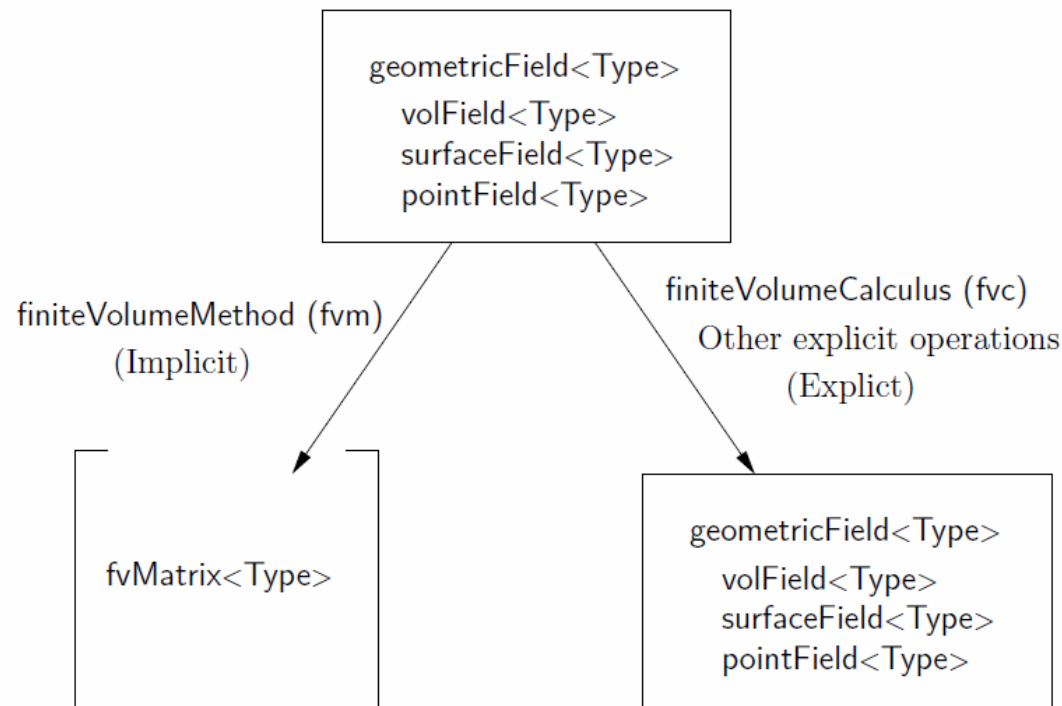 geometricField<Type>
volField<Type>
surfaceField<Type>
pointField<Type>
finiteVolumeMethod (fvm)
(Implicit)
finiteVolumeCalculus (fvc)
Other explicit operations
(Explict)
fvMatrix<Type>
geometricField<Type>
volField<Type>
surfaceField<Type>
pointField<Type>